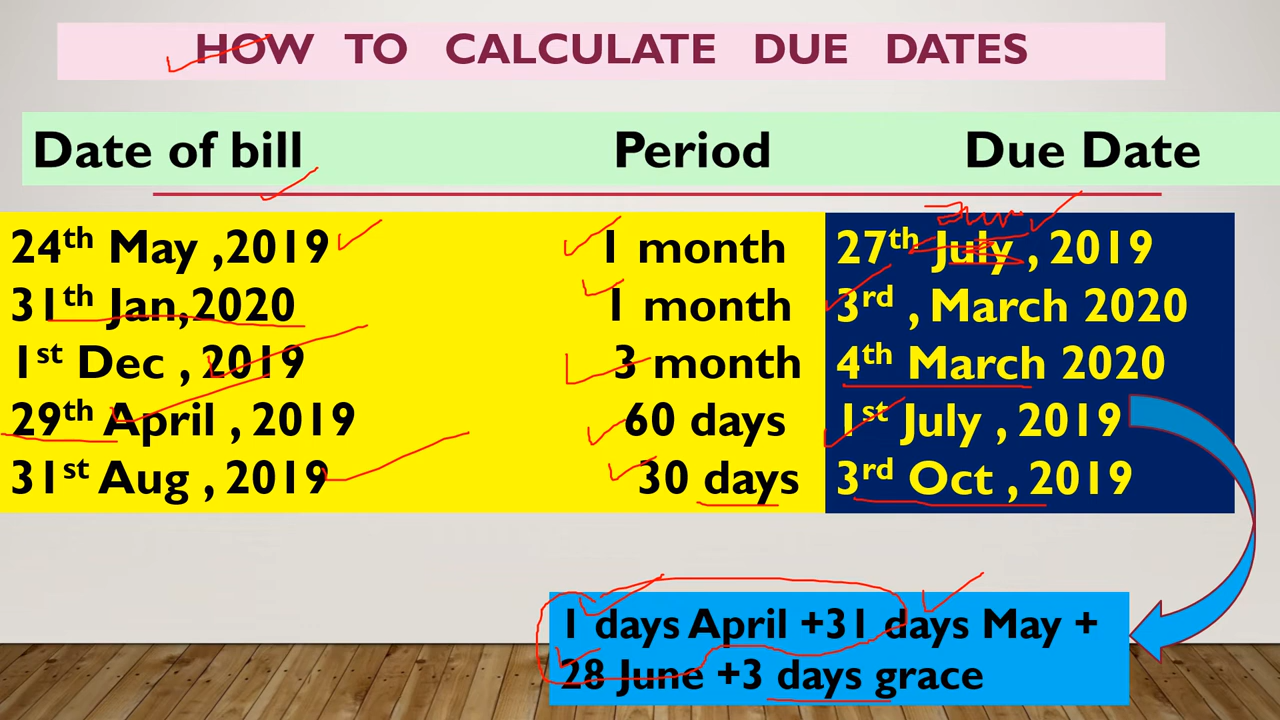 HOW TO CALCULATE DUE DATES
Date of bill Period Due Date
24th May ,2019 1 month 27th July , 2019
31th Jan,2020 1 month 3rd , March 2020
1st Dec , 2019 3 month 4th March 2020
29th April , 2019 60 days 1st July , 2019
31st Aug , 2019 30 days 3rd Oct , 2019
1 days April +31 days May +
28 June +3 days grace